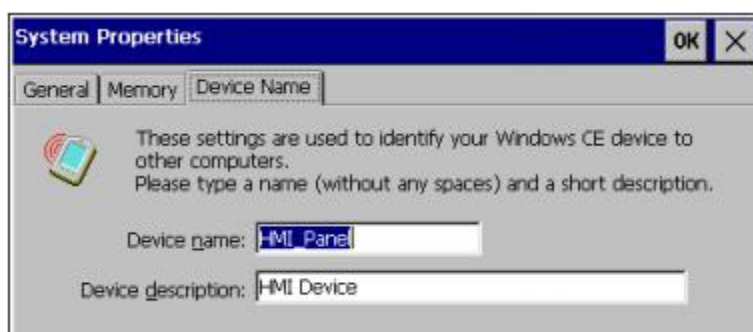 System Properties OK
General Memory Device Name
These settings are used to identify your Windows CE device to
other computers.
Please type a name (without any spaces) and a short description.
Device name: HMI_Panel
Device description: HMI Device